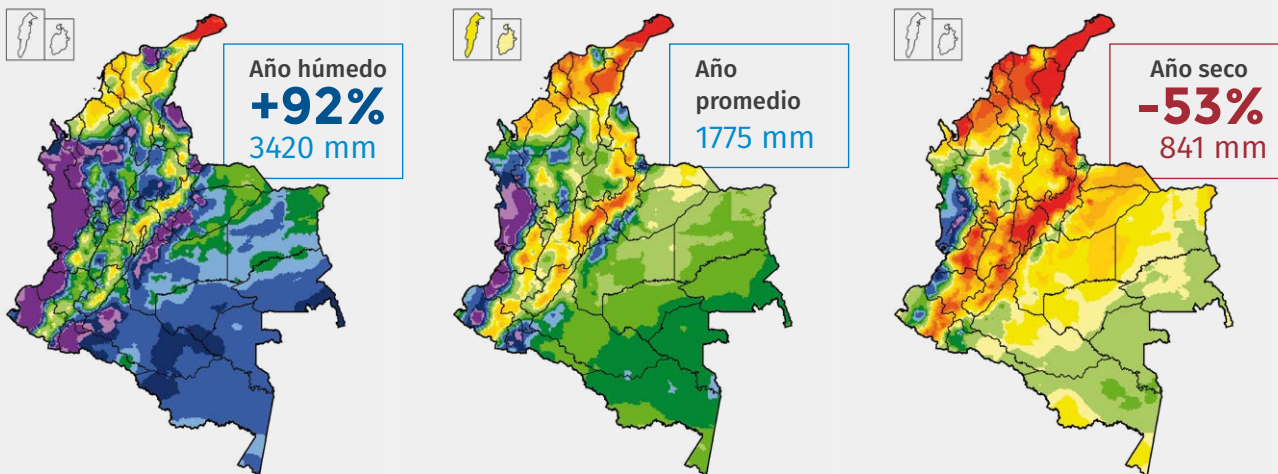 Año húmedo
+92%
3420 mm
Año
promedio
1775 mm
Año seco
-53%
841 mm